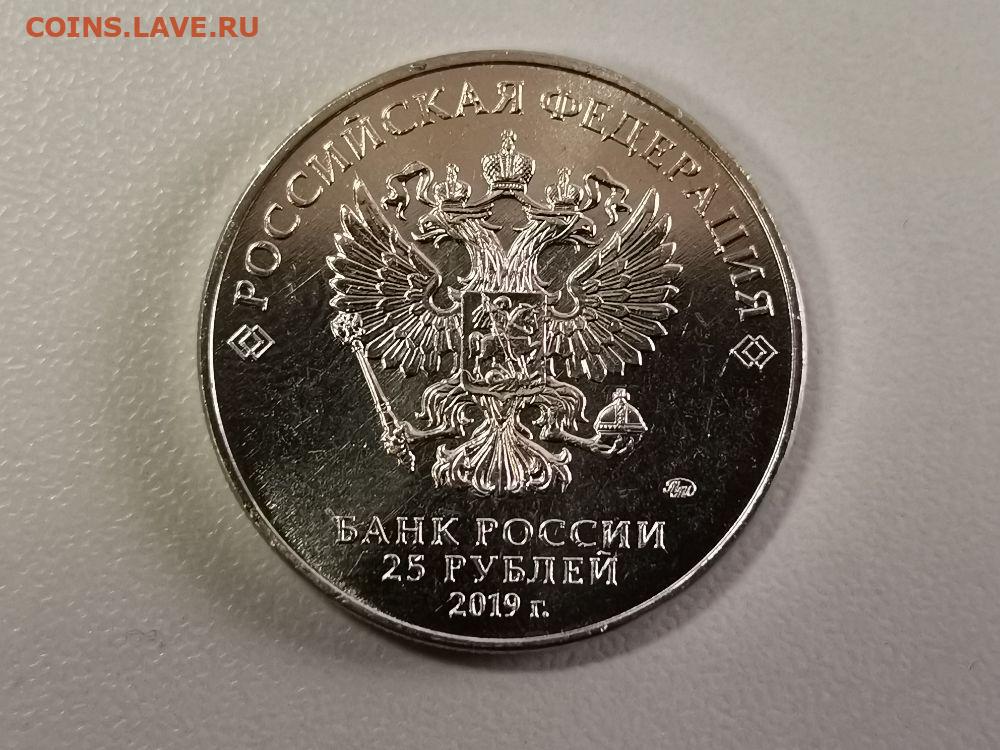 COINS.LAVE.RU
РОССИЙСКАЯ ФЕДЕРАЦИЯ
БАНК РОССИИ
25 РУБЛЕЙ
2019 г.